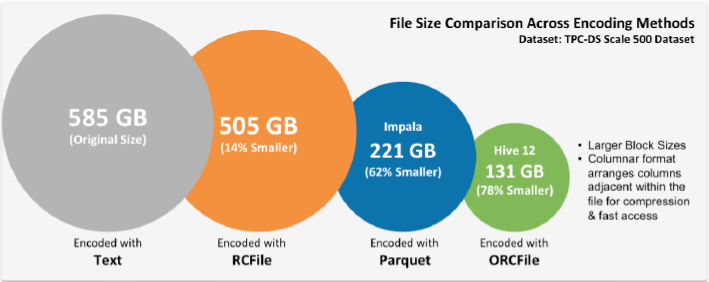 File Size Comparison Across Encoding Methods
Dataset: TPC-DS Scale 500 Dataset
585 GB
(Original Size)
505 GB
(14% Smaller)
Impala
221 GB
(62% Smaller)
Hive 12
131 GB
(78% Smaller)
• Larger Block Sizes
• Columnar format
arranges columns
adjacent within the
file for compression
& fast access
Encoded with
Text
Encoded with
RCFile
Encoded with
Parquet
Encoded with
ORCFile